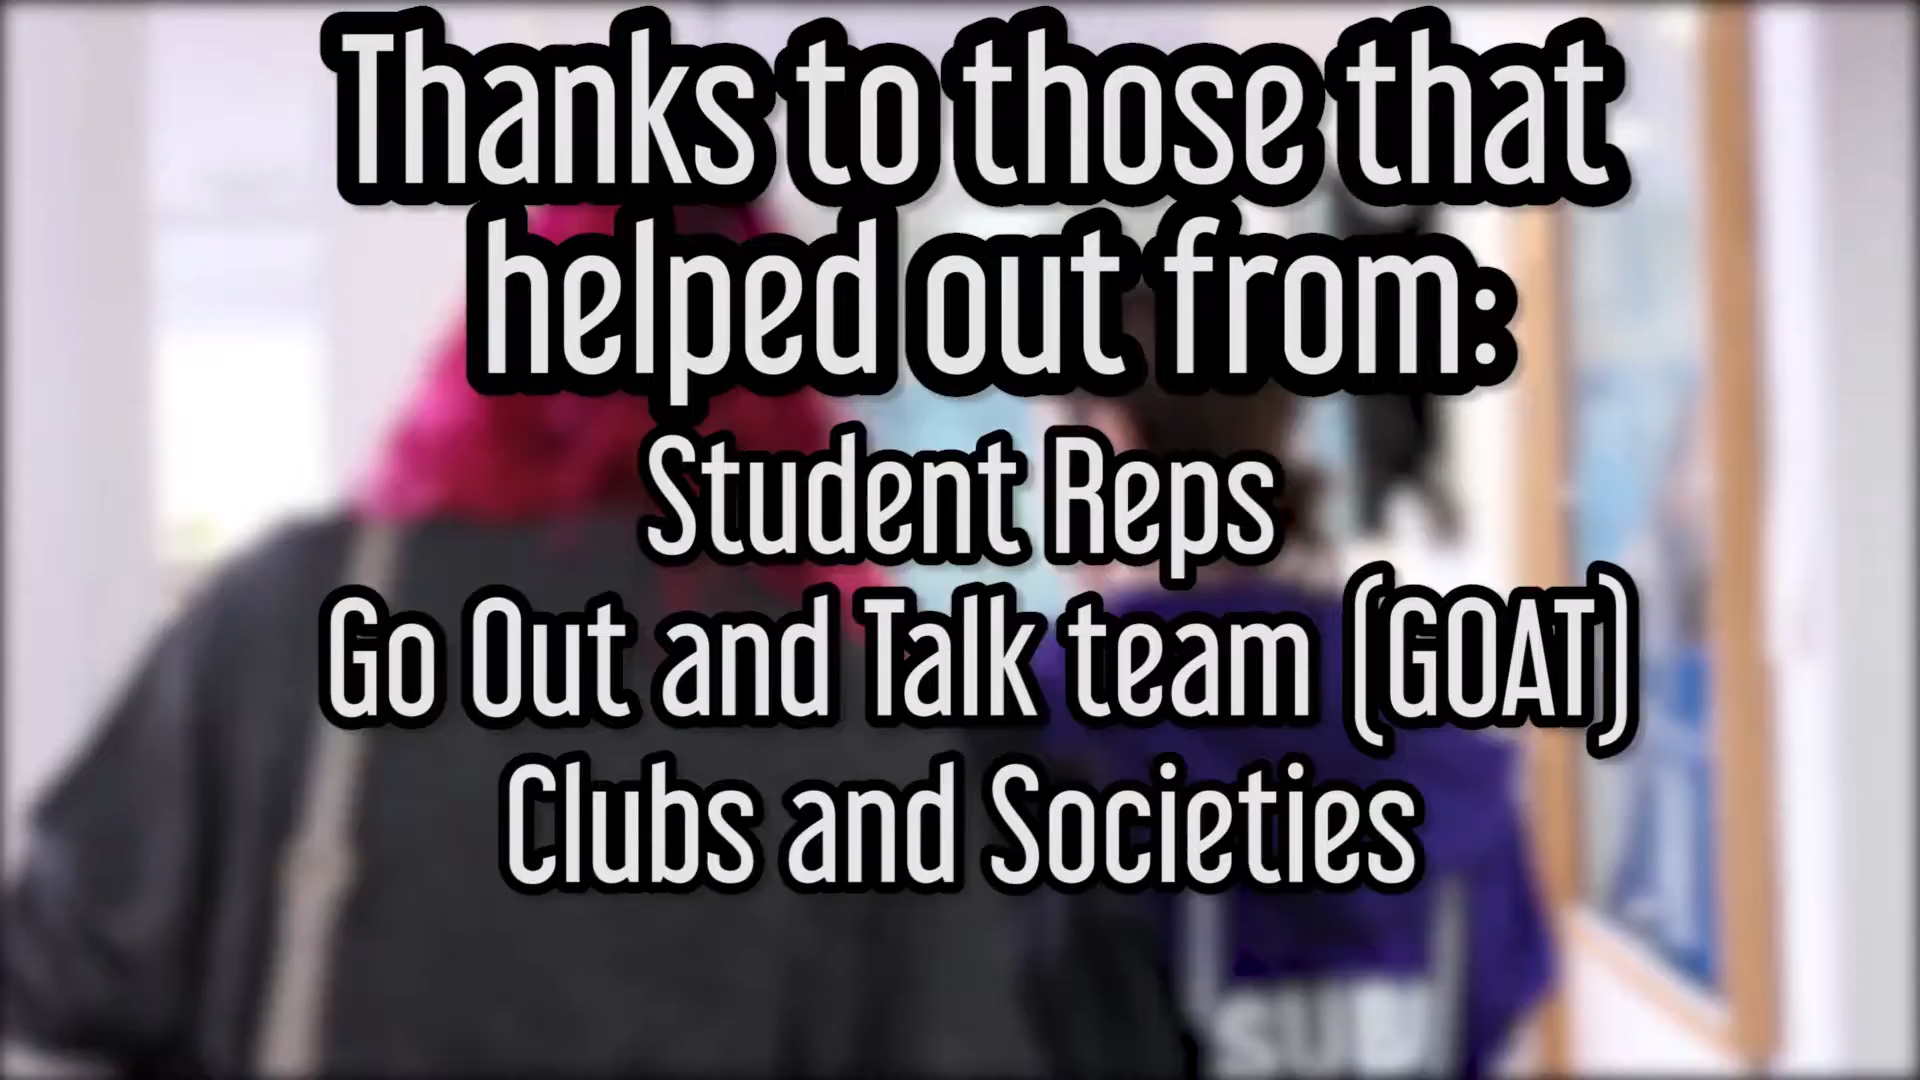 Thanks to those that
helped out from:
Student Reps
Go Out and Talk team (GOAT)
Clubs and Societies